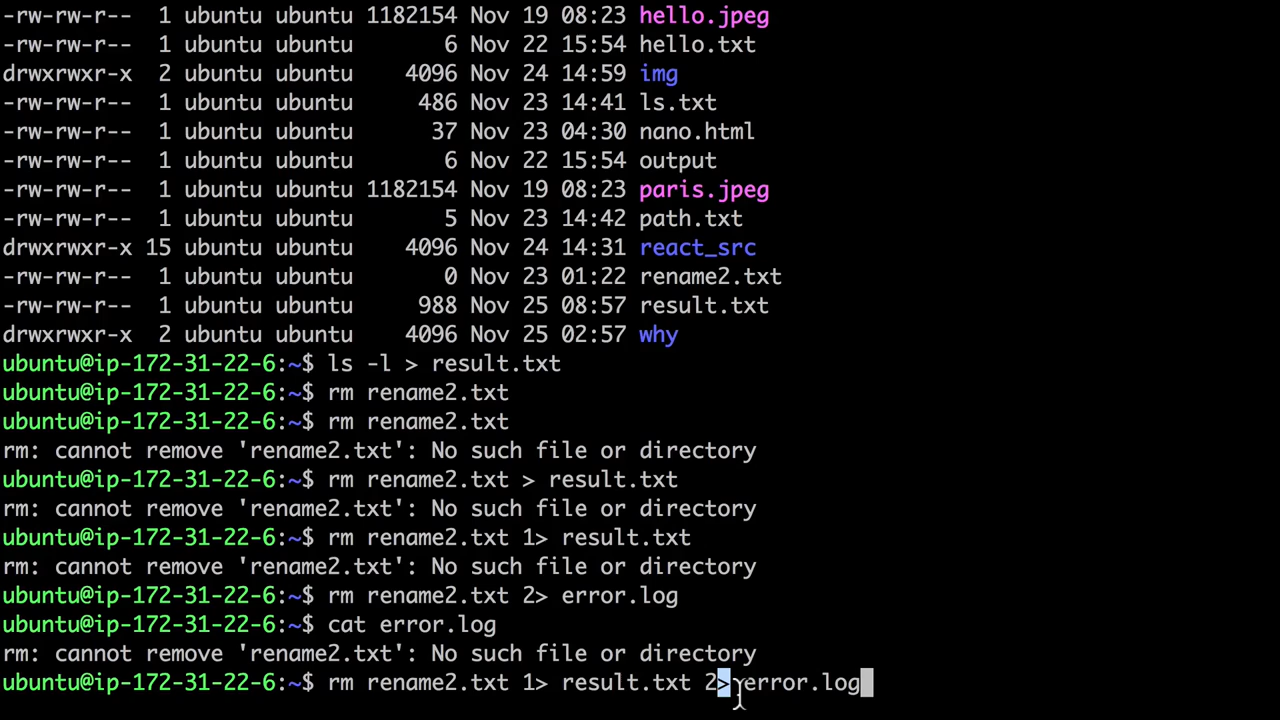 -rw-rw-r--  1 ubuntu ubuntu 1182154 Nov 19 08:23 hello.jpeg
-rw-rw-r--  1 ubuntu ubuntu       6 Nov 22 15:54 hello.txt
drwxrwxr-x  2 ubuntu ubuntu    4096 Nov 24 14:59 img
-rw-rw-r--  1 ubuntu ubuntu     486 Nov 23 14:41 ls.txt
-rw-rw-r--  1 ubuntu ubuntu      37 Nov 23 04:30 nano.html
-rw-rw-r--  1 ubuntu ubuntu       6 Nov 22 15:54 output
-rw-rw-r--  1 ubuntu ubuntu 1182154 Nov 19 08:23 paris.jpeg
-rw-rw-r--  1 ubuntu ubuntu       5 Nov 23 14:42 path.txt
drwxrwxr-x 15 ubuntu ubuntu    4096 Nov 24 14:31 react_src
-rw-rw-r--  1 ubuntu ubuntu       0 Nov 23 01:22 rename2.txt
-rw-rw-r--  1 ubuntu ubuntu     988 Nov 25 08:57 result.txt
drwxrwxr-x  2 ubuntu ubuntu    4096 Nov 25 02:57 why
ubuntu@ip-172-31-22-6:~$ ls -l > result.txt
ubuntu@ip-172-31-22-6:~$ rm rename2.txt
ubuntu@ip-172-31-22-6:~$ rm rename2.txt
rm: cannot remove 'rename2.txt': No such file or directory
ubuntu@ip-172-31-22-6:~$ rm rename2.txt > result.txt
rm: cannot remove 'rename2.txt': No such file or directory
ubuntu@ip-172-31-22-6:~$ rm rename2.txt 1> result.txt
rm: cannot remove 'rename2.txt': No such file or directory
ubuntu@ip-172-31-22-6:~$ rm rename2.txt 2> error.log
ubuntu@ip-172-31-22-6:~$ cat error.log
rm: cannot remove 'rename2.txt': No such file or directory
ubuntu@ip-172-31-22-6:~$ rm rename2.txt 1> result.txt 2> error.log